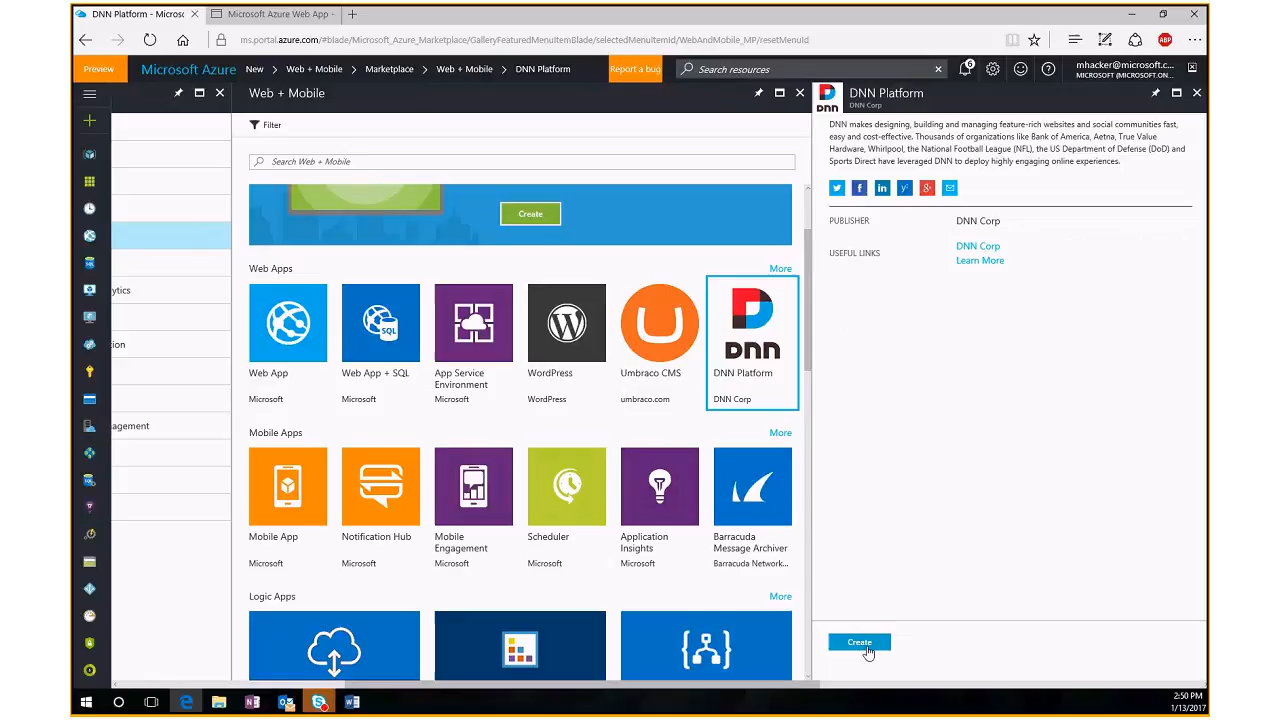 DNN Platform - Microsc
Microsoft Azure Web App -
ms.portal.azure.com/#blade/Microsoft_Azure_Marketplace/GalleryFeaturedMenuItemBlade/selectedMenuItemId/WebAndMobile_MP/resetMenuId
ABP
Preview
Microsoft Azure New > Web + Mobile > Marketplace > Web + Mobile > DNN Platform
Report a bug
Search resources
6
mhacker@microsoft.c...
MICROSOFT (MICROSOFT.ON...
Web + Mobile
Filter
Search Web + Mobile
Create
Web Apps
More
SQL
DNN
Web App
Microsoft
Web App + SQL
Microsoft
App Service
Environment
Microsoft
WordPress
WordPress
Umbraco CMS
umbraco.com
DNN Platform
DNN Corp
Mobile Apps
More
Mobile App
Microsoft
Notification Hub
Microsoft
Mobile
Engagement
Microsoft
Scheduler
Microsoft
Application
Insights
Microsoft
Barracuda
Message Archiver
Barracuda Network...
Logic Apps
More
ytics
tion
agement
DNN
DNN Platform
DNN Corp
DNN makes designing, building and managing feature-rich websites and social communities fast,
easy and cost-effective. Thousands of organizations like Bank of America, Aetna, True Value
Hardware, Whirlpool, the National Football League (NFL), the US Department of Defense (DoD) and
Sports Direct have leveraged DNN to deploy highly engaging online experiences.
PUBLISHER
DNN Corp
USEFUL LINKS
DNN Corp
Learn More
Create
2:50 PM
1/13/2017